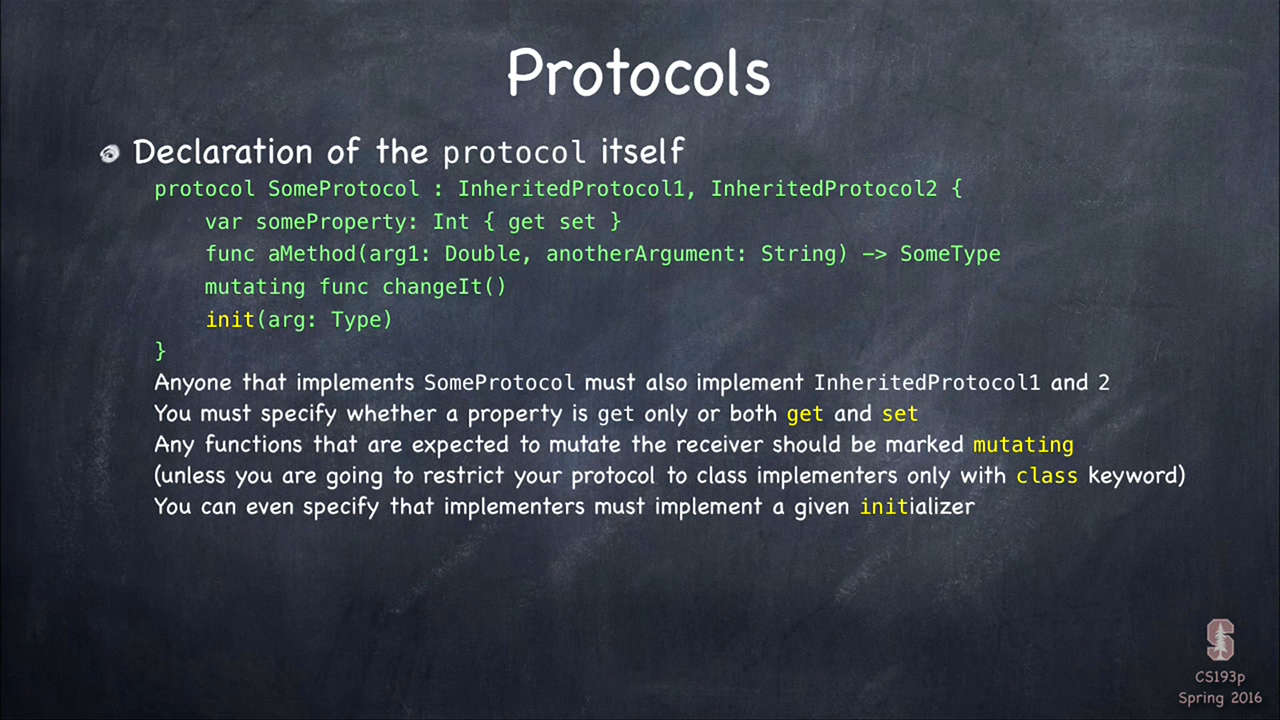 Protocols
Declaration of the protocol itself
protocol SomeProtocol : InheritedProtocol1, InheritedProtocol2 {
var someProperty: Int { get set }
func aMethod(arg1: Double, anotherArgument: String) -> SomeType
mutating func changeIt()
init(arg: Type)
}
Anyone that implements SomeProtocol must also implement InheritedProtocol1 and 2
You must specify whether a property is get only or both get and set
Any functions that are expected to mutate the receiver should be marked mutating
(unless you are going to restrict your protocol to class implementers only with class keyword)
You can even specify that implementers must implement a given initializer
S
CS193p
Spring 2016